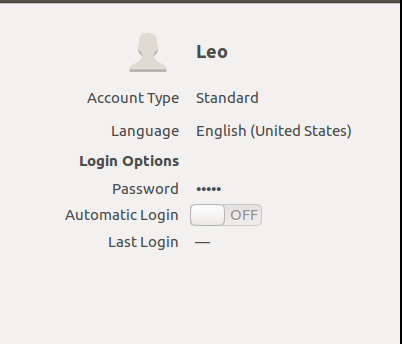 Leo
Account Type Standard
Language English (United States)
Login Options
Password •••••
Automatic Login OFF
Last Login —